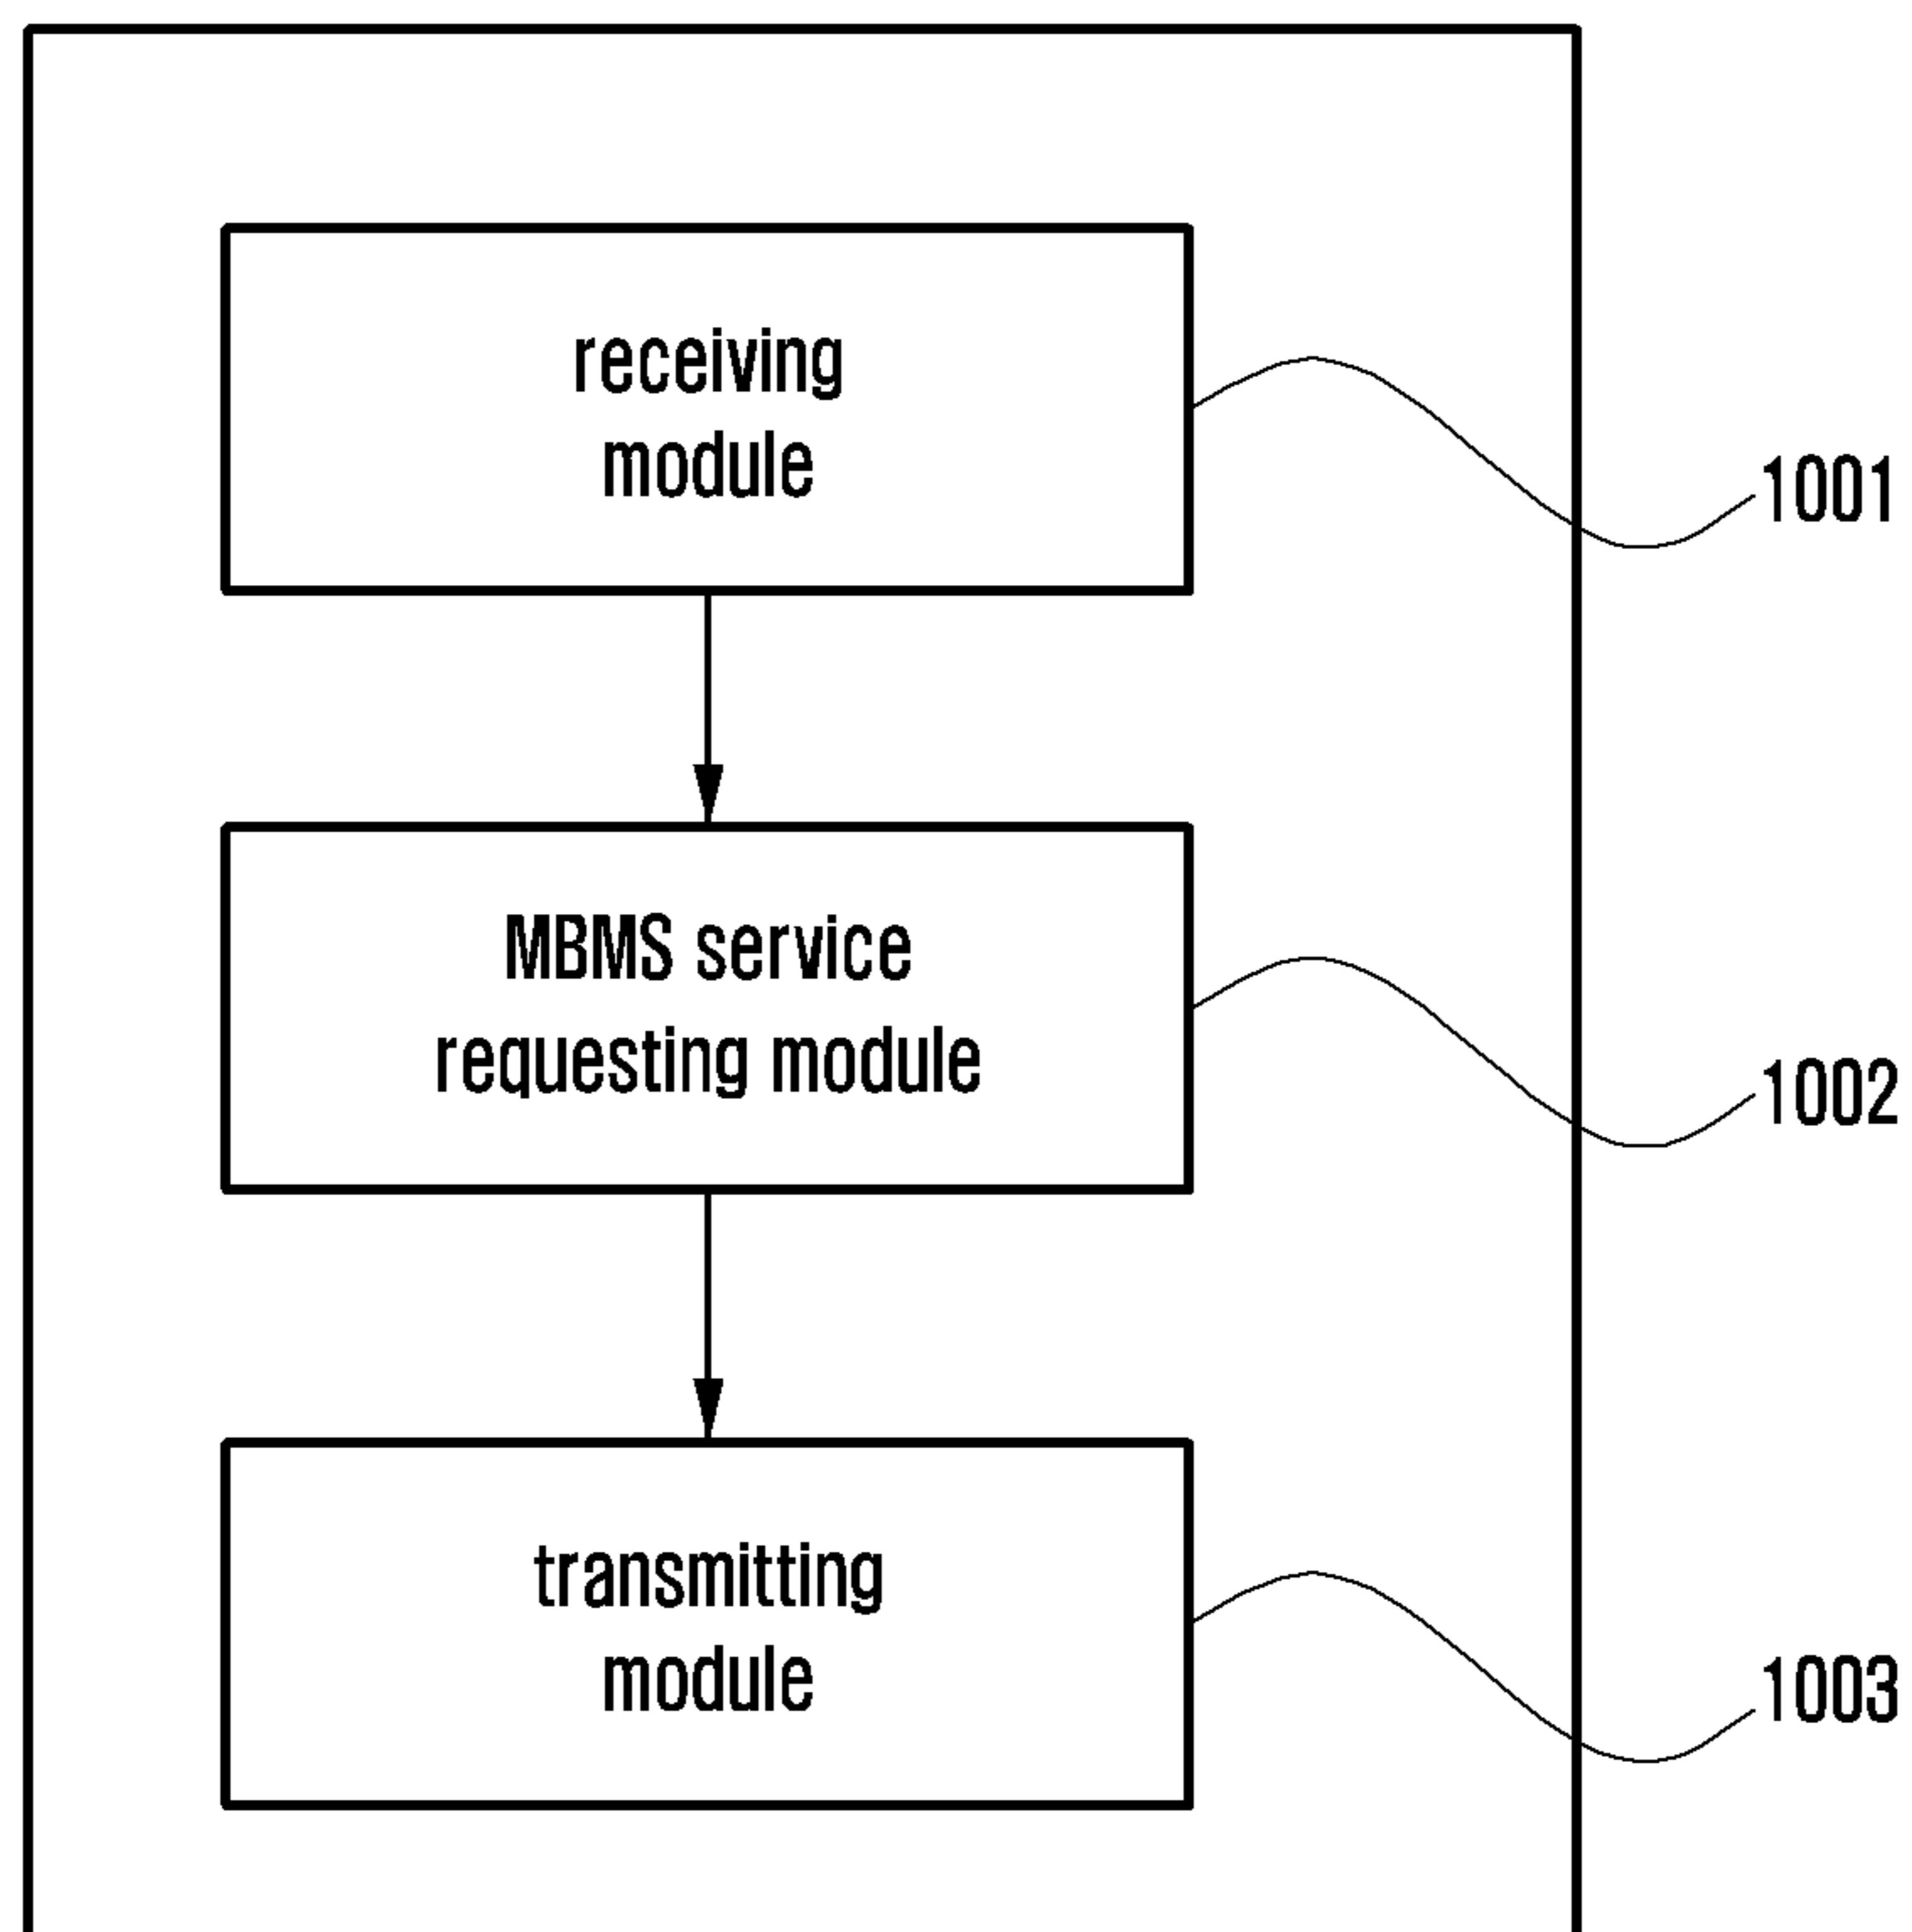 receiving
module
1001
MBMS service
requesting module
1002
transmitting
module
1003